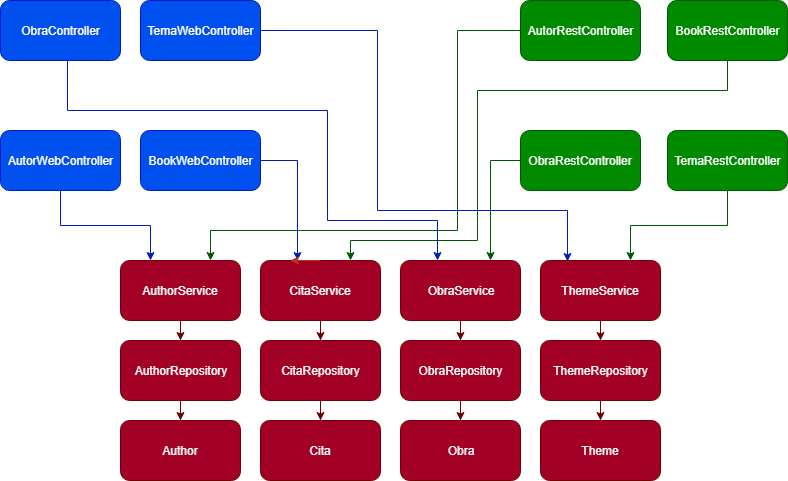 ObraController
TemaWebController
AutorRestController
BookRestController
AutorWebController
BookWebController
ObraRestController
TemaRestController
AuthorService
CitaService
ObraService
ThemeService
AuthorRepository
CitaRepository
ObraRepository
ThemeRepository
Author
Cita
Obra
Theme